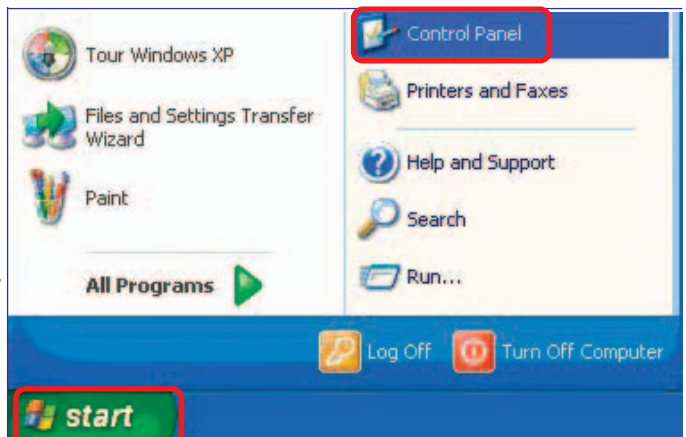 Tour Windows XP
Files and Settings Transfer
Wizard
Paint
All Programs
Control Panel
Printers and Faxes
Help and Support
Search
Run...
Log Off
Turn Off Computer
start